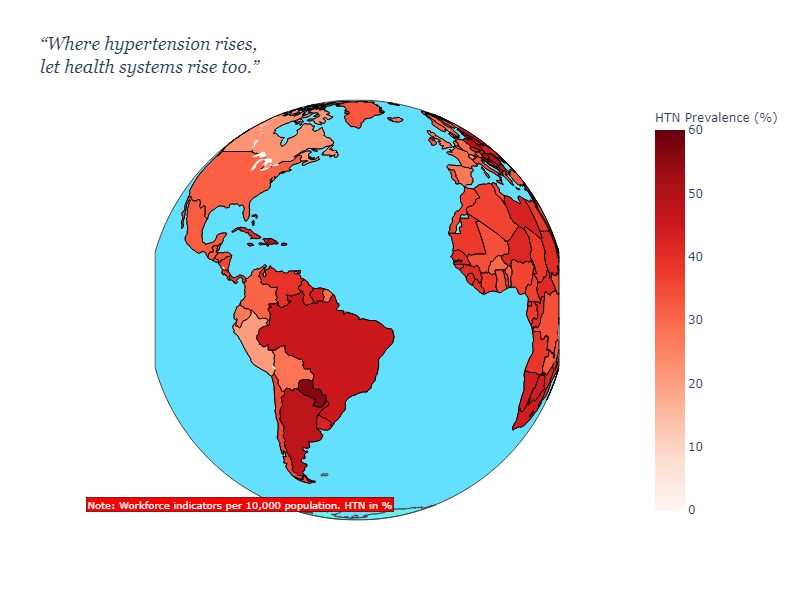 “Where hypertension rises,
let health systems rise too.”
HTN Prevalence (%)
60
50
40
30
20
10
0
Note: Workforce indicators per 10,000 population. HTN in %